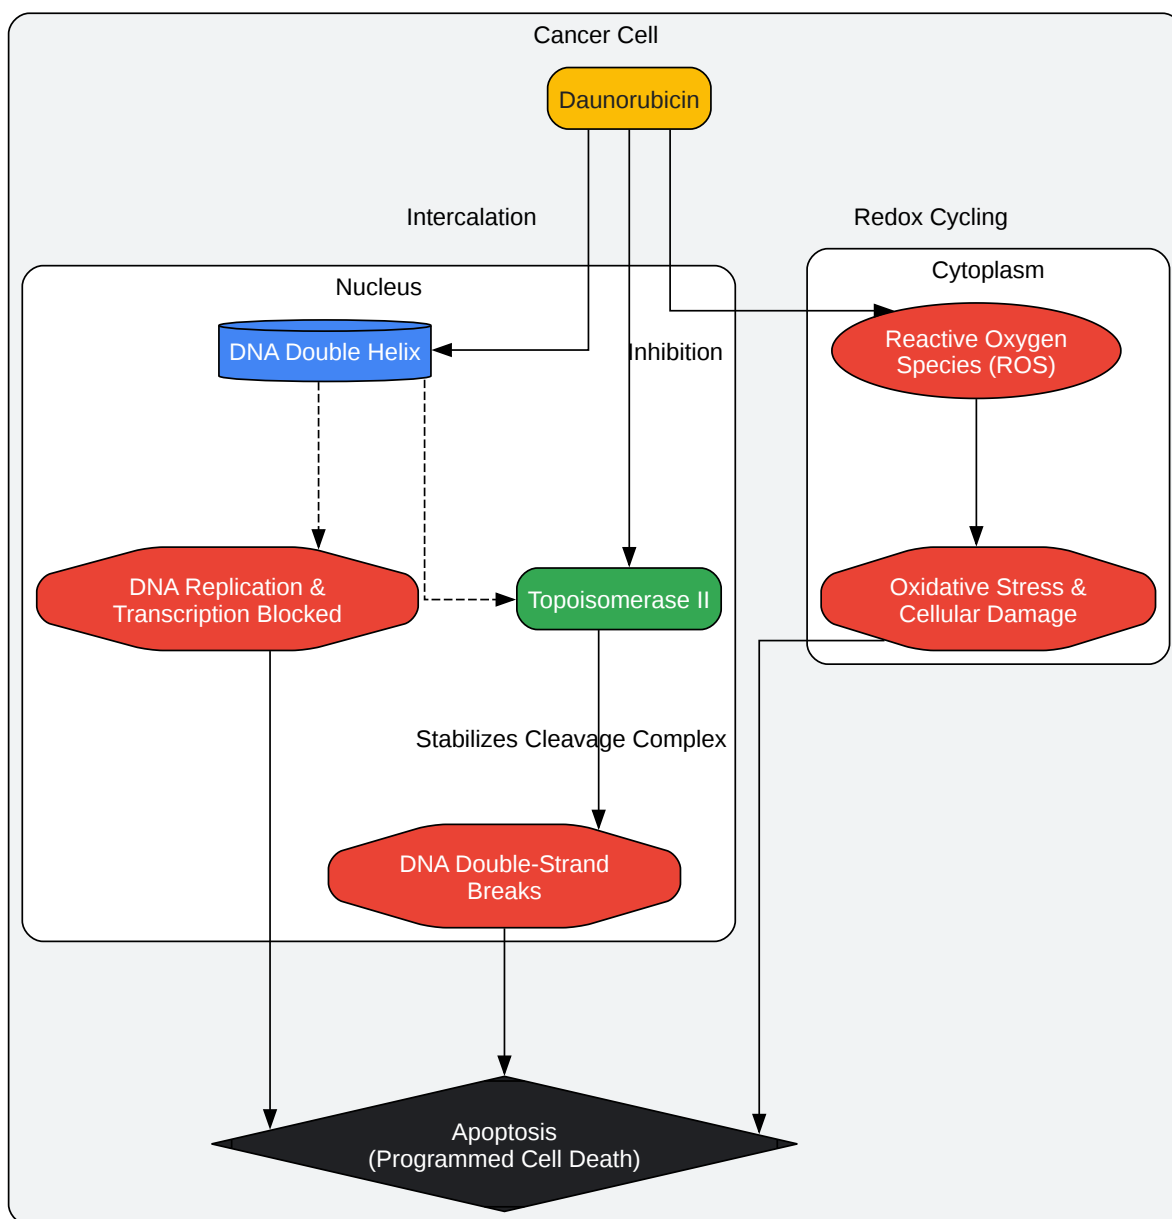 Cancer Cell
Daunorubicin
Intercalation
Redox Cycling
Nucleus
Cytoplasm
DNA Double Helix
Inhibition
Reactive Oxygen
Species (ROS)
DNA Replication &
Transcription Blocked
Topoisomerase II
Oxidative Stress &
Cellular Damage
Stabilizes Cleavage Complex
DNA Double-Strand
Breaks
Apoptosis
(Programmed Cell Death)